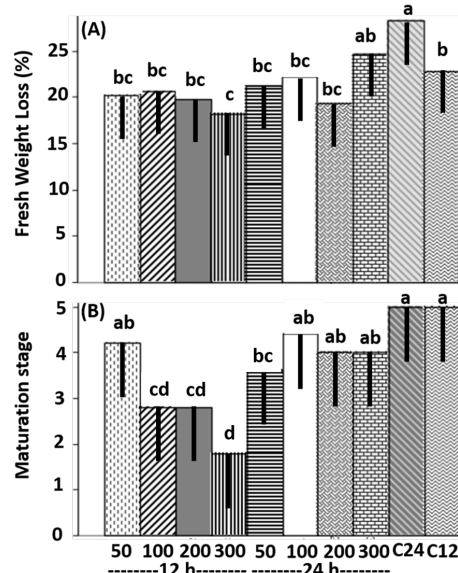 (A)
Fresh Weight Loss (%)
25
20
15
10
5
0
bc bc bc c bc bc bc ab a b
(B)
Maturation stage
5
4
3
2
1
0
ab cd cd d bc ab ab ab a a
50 100 200 300 50 100 200 300 C24 C12
--------12 h----------------24 h--------